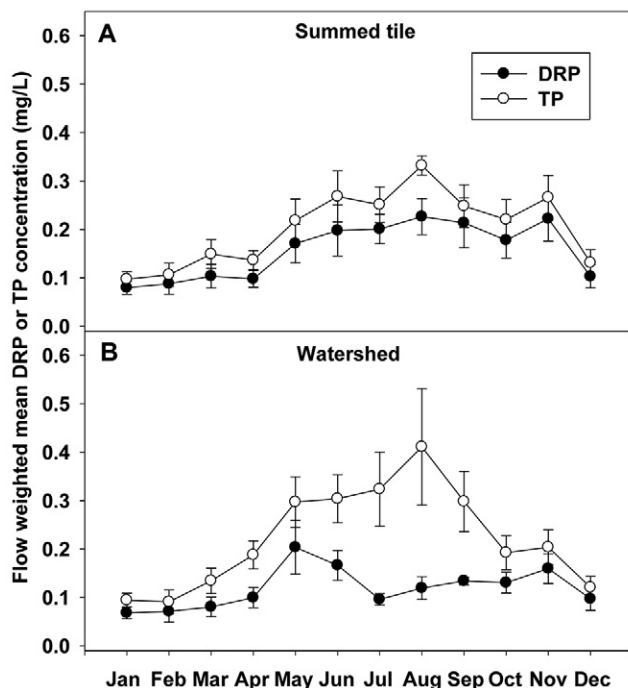 Flow weighted mean DRP or TP concentration (mg/L)
A
Summed tile
DRP
TP
0.6
0.5
0.4
0.3
0.2
0.1
0.0
B
Watershed
0.6
0.5
0.4
0.3
0.2
0.1
0.0
Jan Feb Mar Apr May Jun Jul Aug Sep Oct Nov Dec